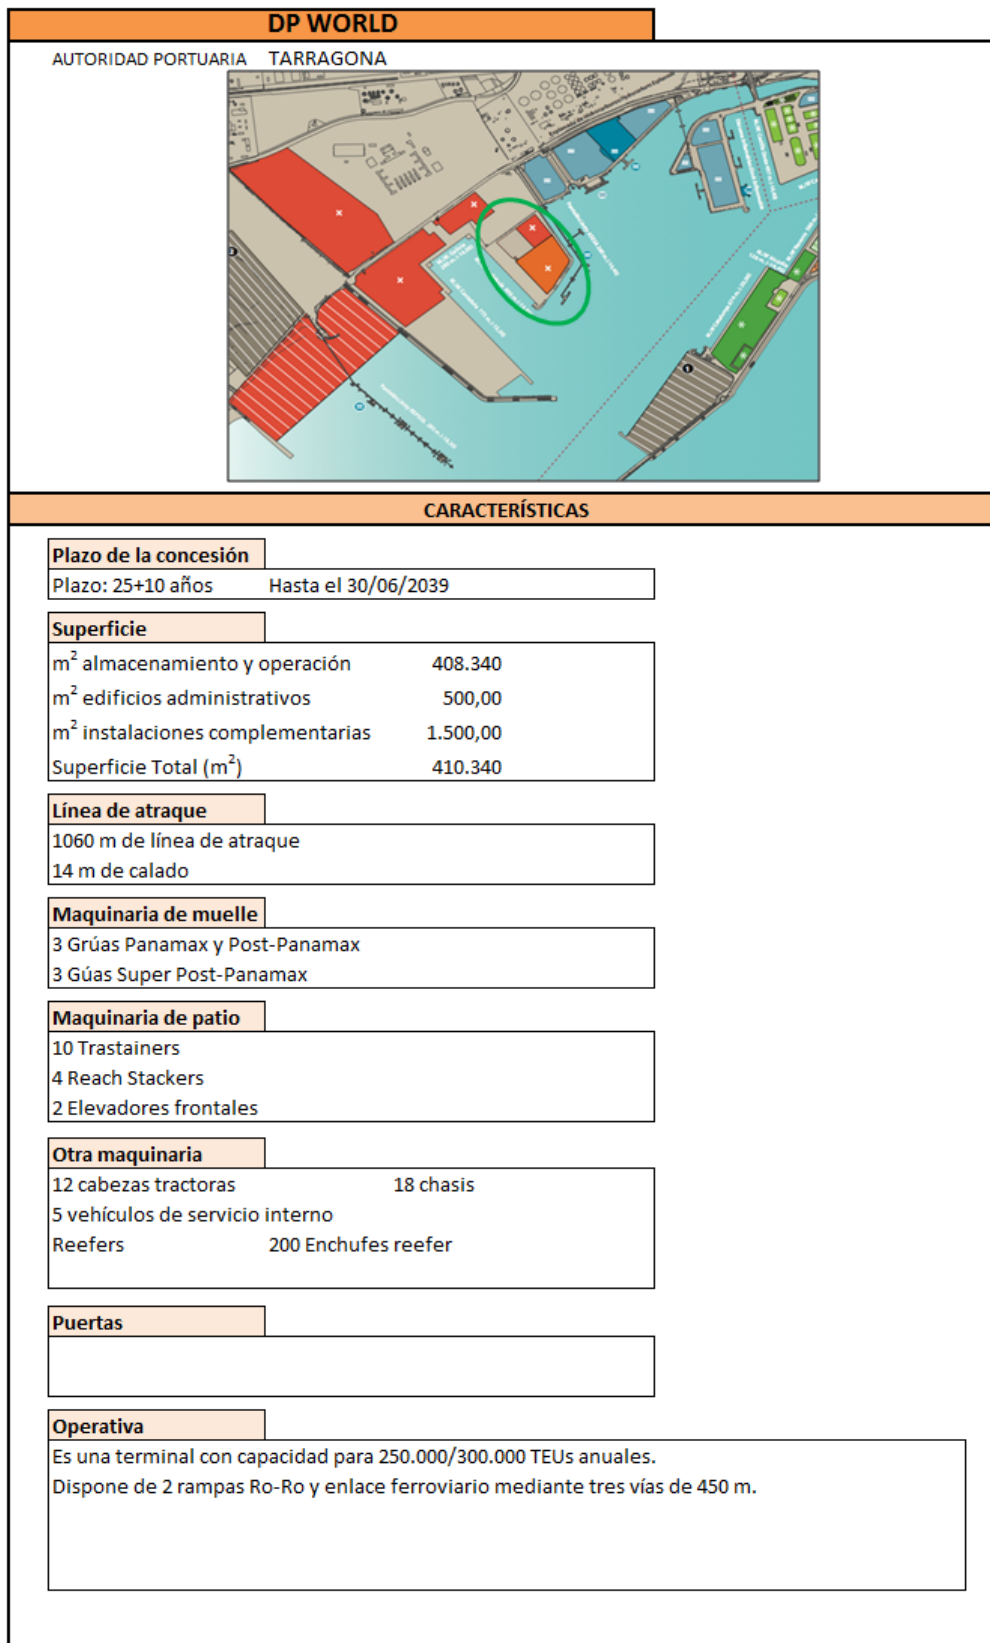 DP WORLD
AUTORIDAD PORTUARIA TARRAGONA
CARACTERÍSTICAS
Plazo de la concesión
Plazo: 25+10 años Hasta el 30/06/2039
Superficie
m² almacenamiento y operación 408.340
m² edificios administrativos 500,00
m² instalaciones complementarias 1.500,00
Superficie Total (m²) 410.340
Línea de atraque
1060 m de línea de atraque
14 m de calado
Maquinaria de muelle
3 Grúas Panamax y Post-Panamax
3 Gúas Super Post-Panamax
Maquinaria de patio
10 Trastainers
4 Reach Stackers
2 Elevadores frontales
Otra maquinaria
12 cabezas tractoras 18 chasis
5 vehículos de servicio interno
Reefers 200 Enchufes reefer
Puertas
Operativa
Es una terminal con capacidad para 250.000/300.000 TEUs anuales.
Dispone de 2 rampas Ro-Ro y enlace ferroviario mediante tres vías de 450 m.